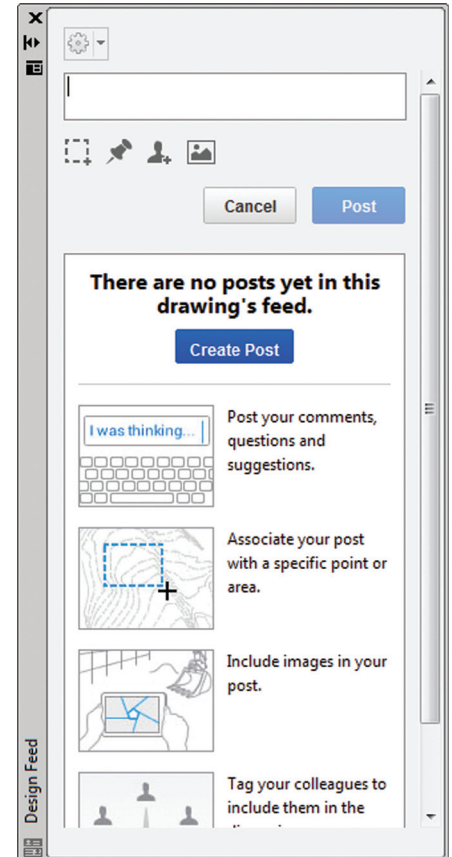 Cancel
Post
There are no posts yet in this
drawing's feed.
Create Post
I was thinking...
Post your comments,
questions and
suggestions.
Associate your post
with a specific point or
area.
Include images in your
post.
Tag your colleagues to
include them in the
Design Feed